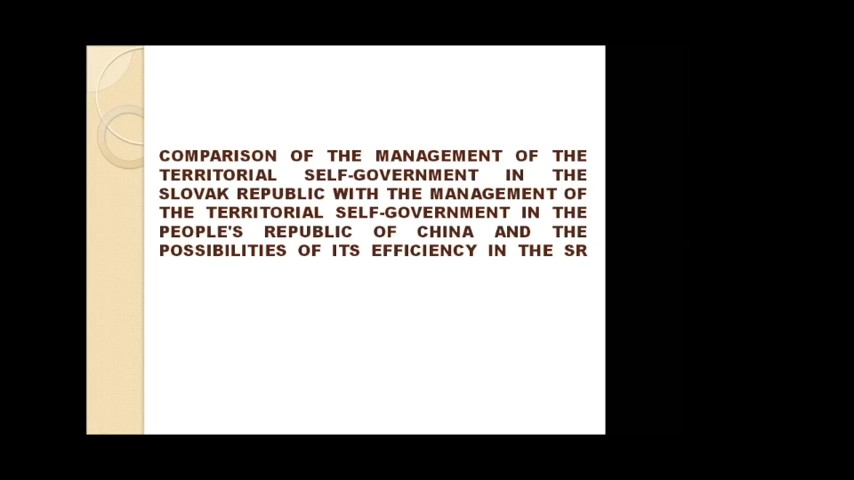 COMPARISON OF THE MANAGEMENT OF THE
TERRITORIAL SELF-GOVERNMENT IN THE
SLOVAK REPUBLIC WITH THE MANAGEMENT OF
THE TERRITORIAL SELF-GOVERNMENT IN THE
PEOPLE'S REPUBLIC OF CHINA AND THE
POSSIBILITIES OF ITS EFFICIENCY IN THE SR